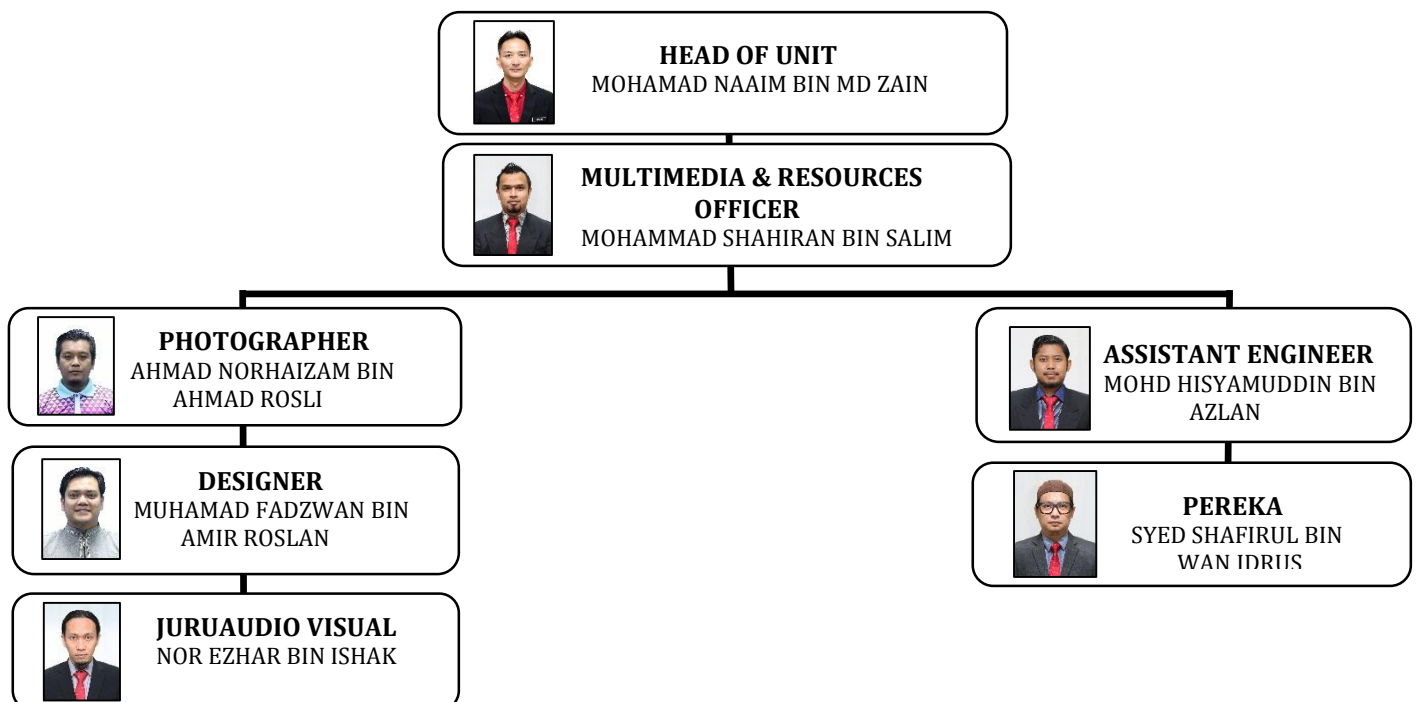 HEAD OF UNIT
MOHAMAD NAAIM BIN MD ZAIN
MULTIMEDIA & RESOURCES
OFFICER
MOHAMMAD SHAHIRAN BIN SALIM
PHOTOGRAPHER
AHMAD NORHAIZAM BIN
AHMAD ROSLI
DESIGNER
MUHAMAD FADZWAN BIN
AMIR ROSLAN
JURUAUDIO VISUAL
NOR EZHAR BIN ISHAK
ASSISTANT ENGINEER
MOHD HISYAMUDDIN BIN
AZLAN
PEREKA
SYED SHAFIRUL BIN
WAN IDRUS